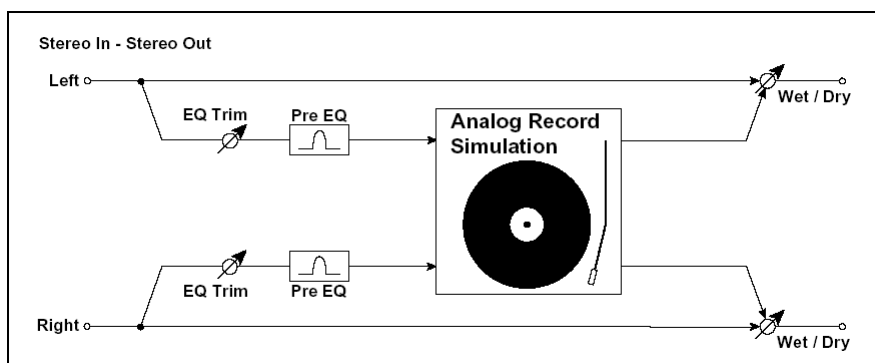 Stereo In - Stereo Out
Left
Wet / Dry
EQ Trim
Pre EQ
Analog Record
Simulation
EQ Trim
Pre EQ
Right
Wet / Dry